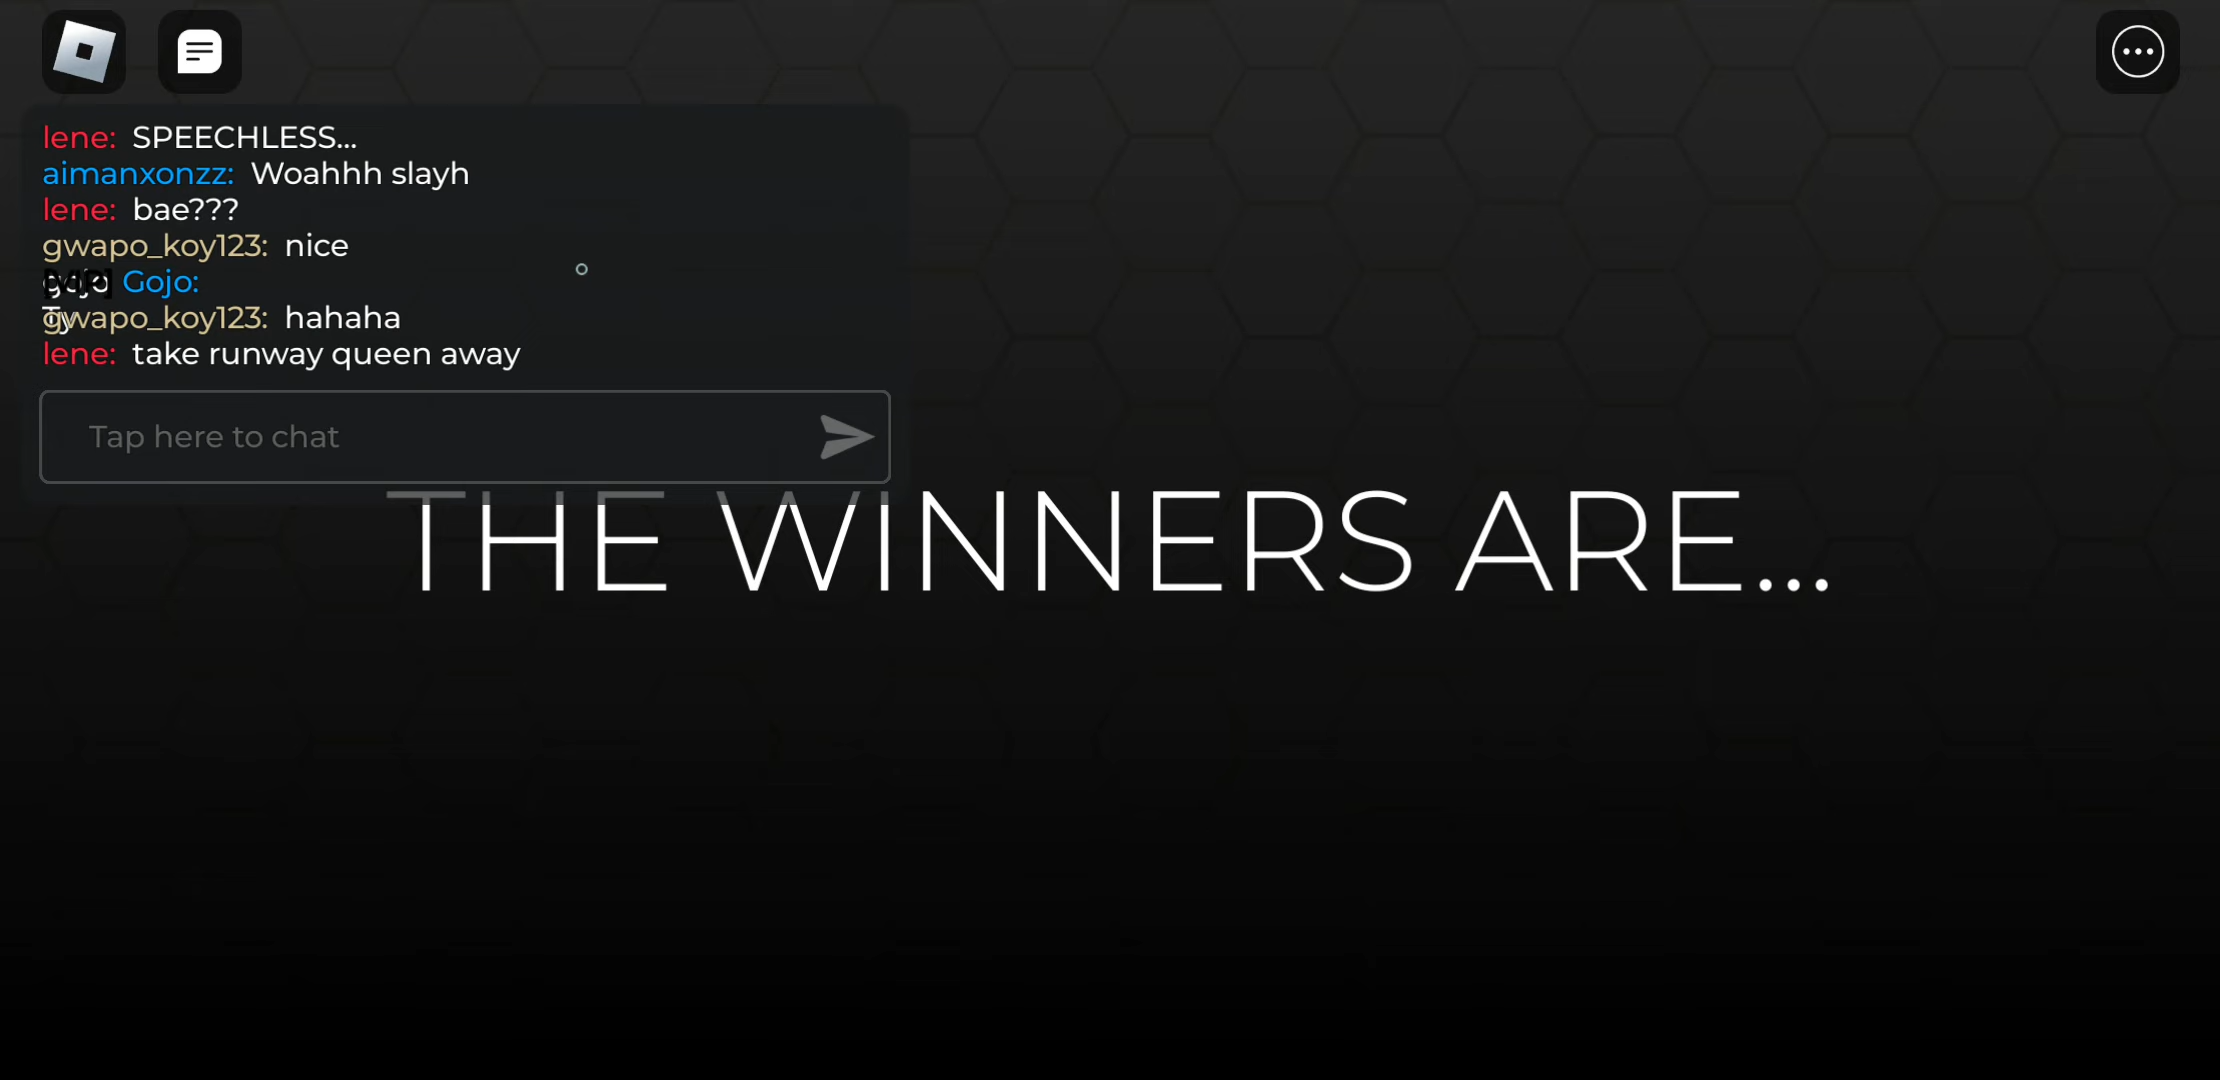 lene: SPEECHLESS...
aimanxonzz: Woahhh slayh
lene: bae???
gwapo_koy123: nice
Gojo:
gwapo_koy123: hahaha
lene: take runway queen away
Tap here to chat
THE WINNERS ARE...